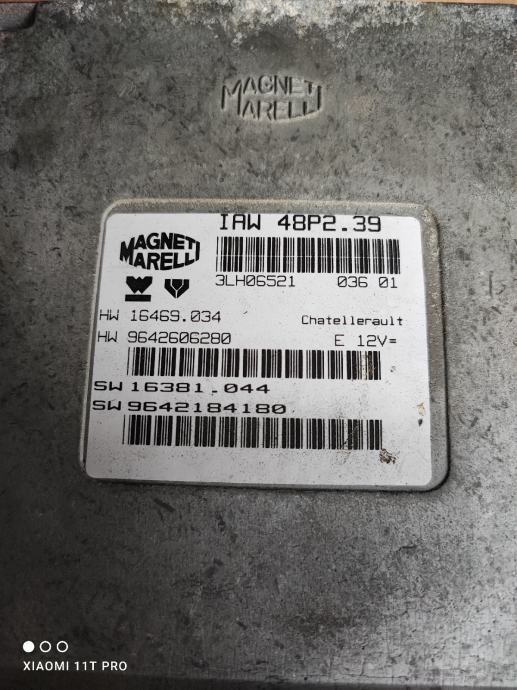 MAGNETI
MARELLI
IAW 48P2.39
MAGNETI
MARELLI
3LH06521 036 01
HW 16469.034 Chatellerault
HW 9642606280 E 12V=
SW 16381.044
SW 9642184180
XIAOMI 11T PRO